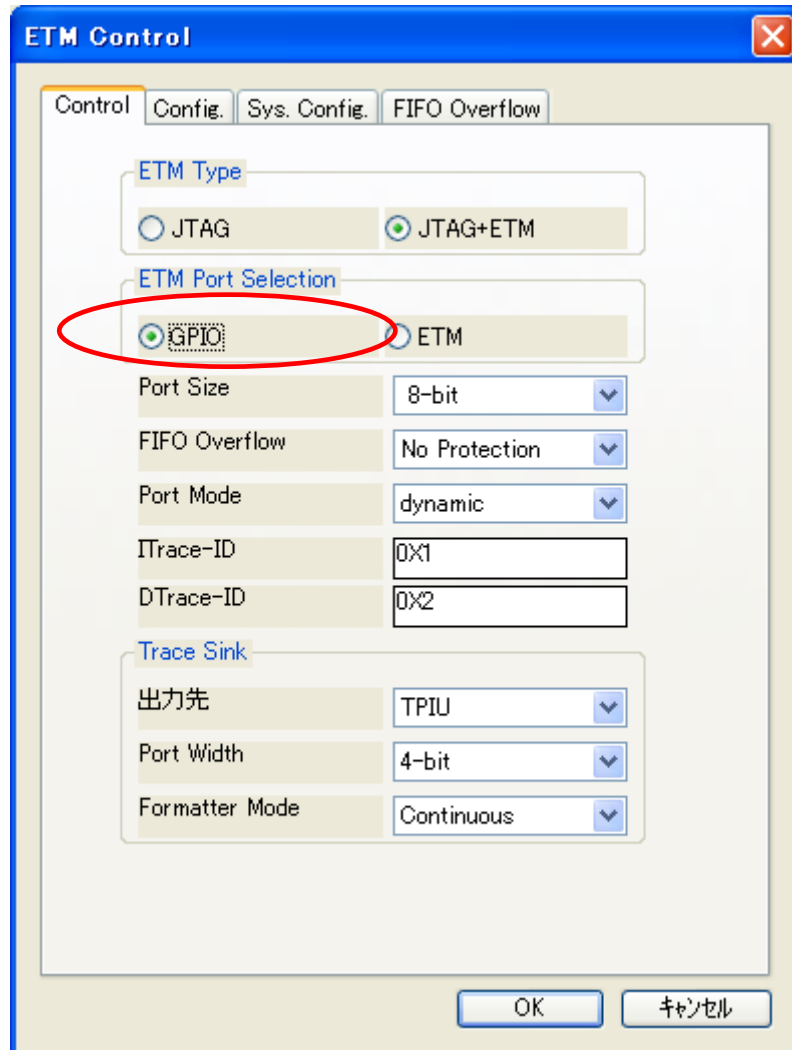 ETM Control
Control Config. Sys. Config. FIFO Overflow
ETM Type
JTAG JTAG+ETM
ETM Port Selection
GPIO ETM
Port Size 8-bit
FIFO Overflow No Protection
Port Mode dynamic
ITrace-ID 0X1
DTrace-ID 0X2
Trace Sink
出力先 TPIU
Port Width 4-bit
Formatter Mode Continuous
OK キャンセル